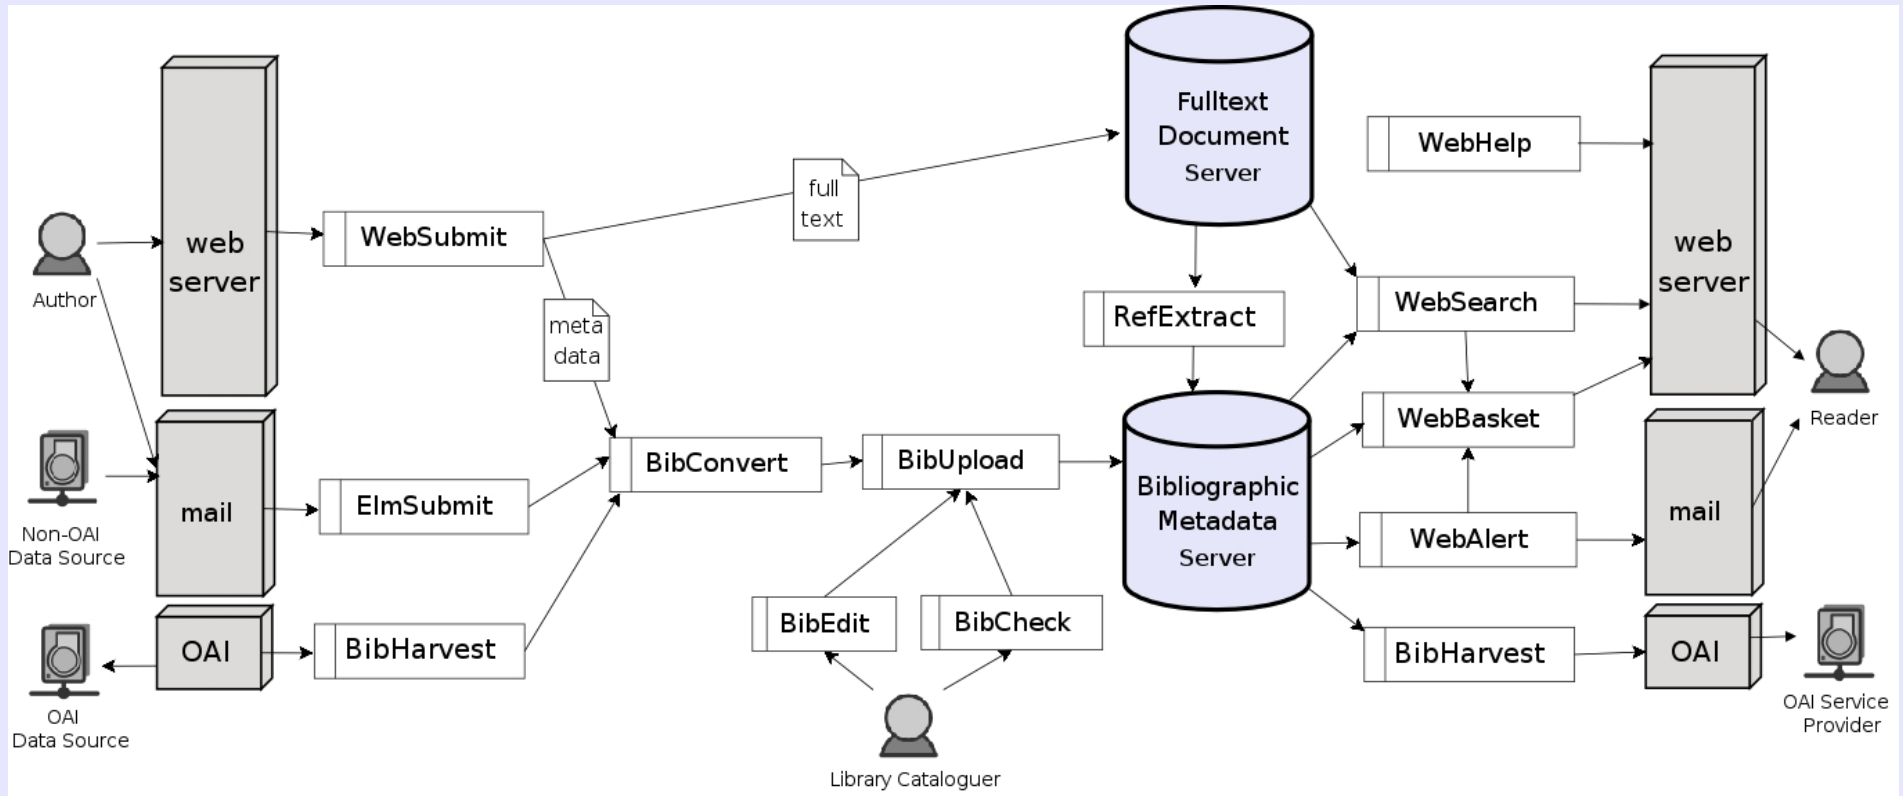 Fulltext
Document
Server
WebHelp
full
text
web
server
WebSubmit
web
server
Author
WebSearch
RefExtract
meta
data
WebBasket
Reader
BibConvert
BibUpload
Bibliographic
Metadata
Server
mail
ElmSubmit
WebAlert
mail
Non-OAI
Data Source
BibEdit
BibCheck
OAI
BibHarvest
BibHarvest
OAI
OAI
Data Source
OAI Service
Provider
Library Cataloguer